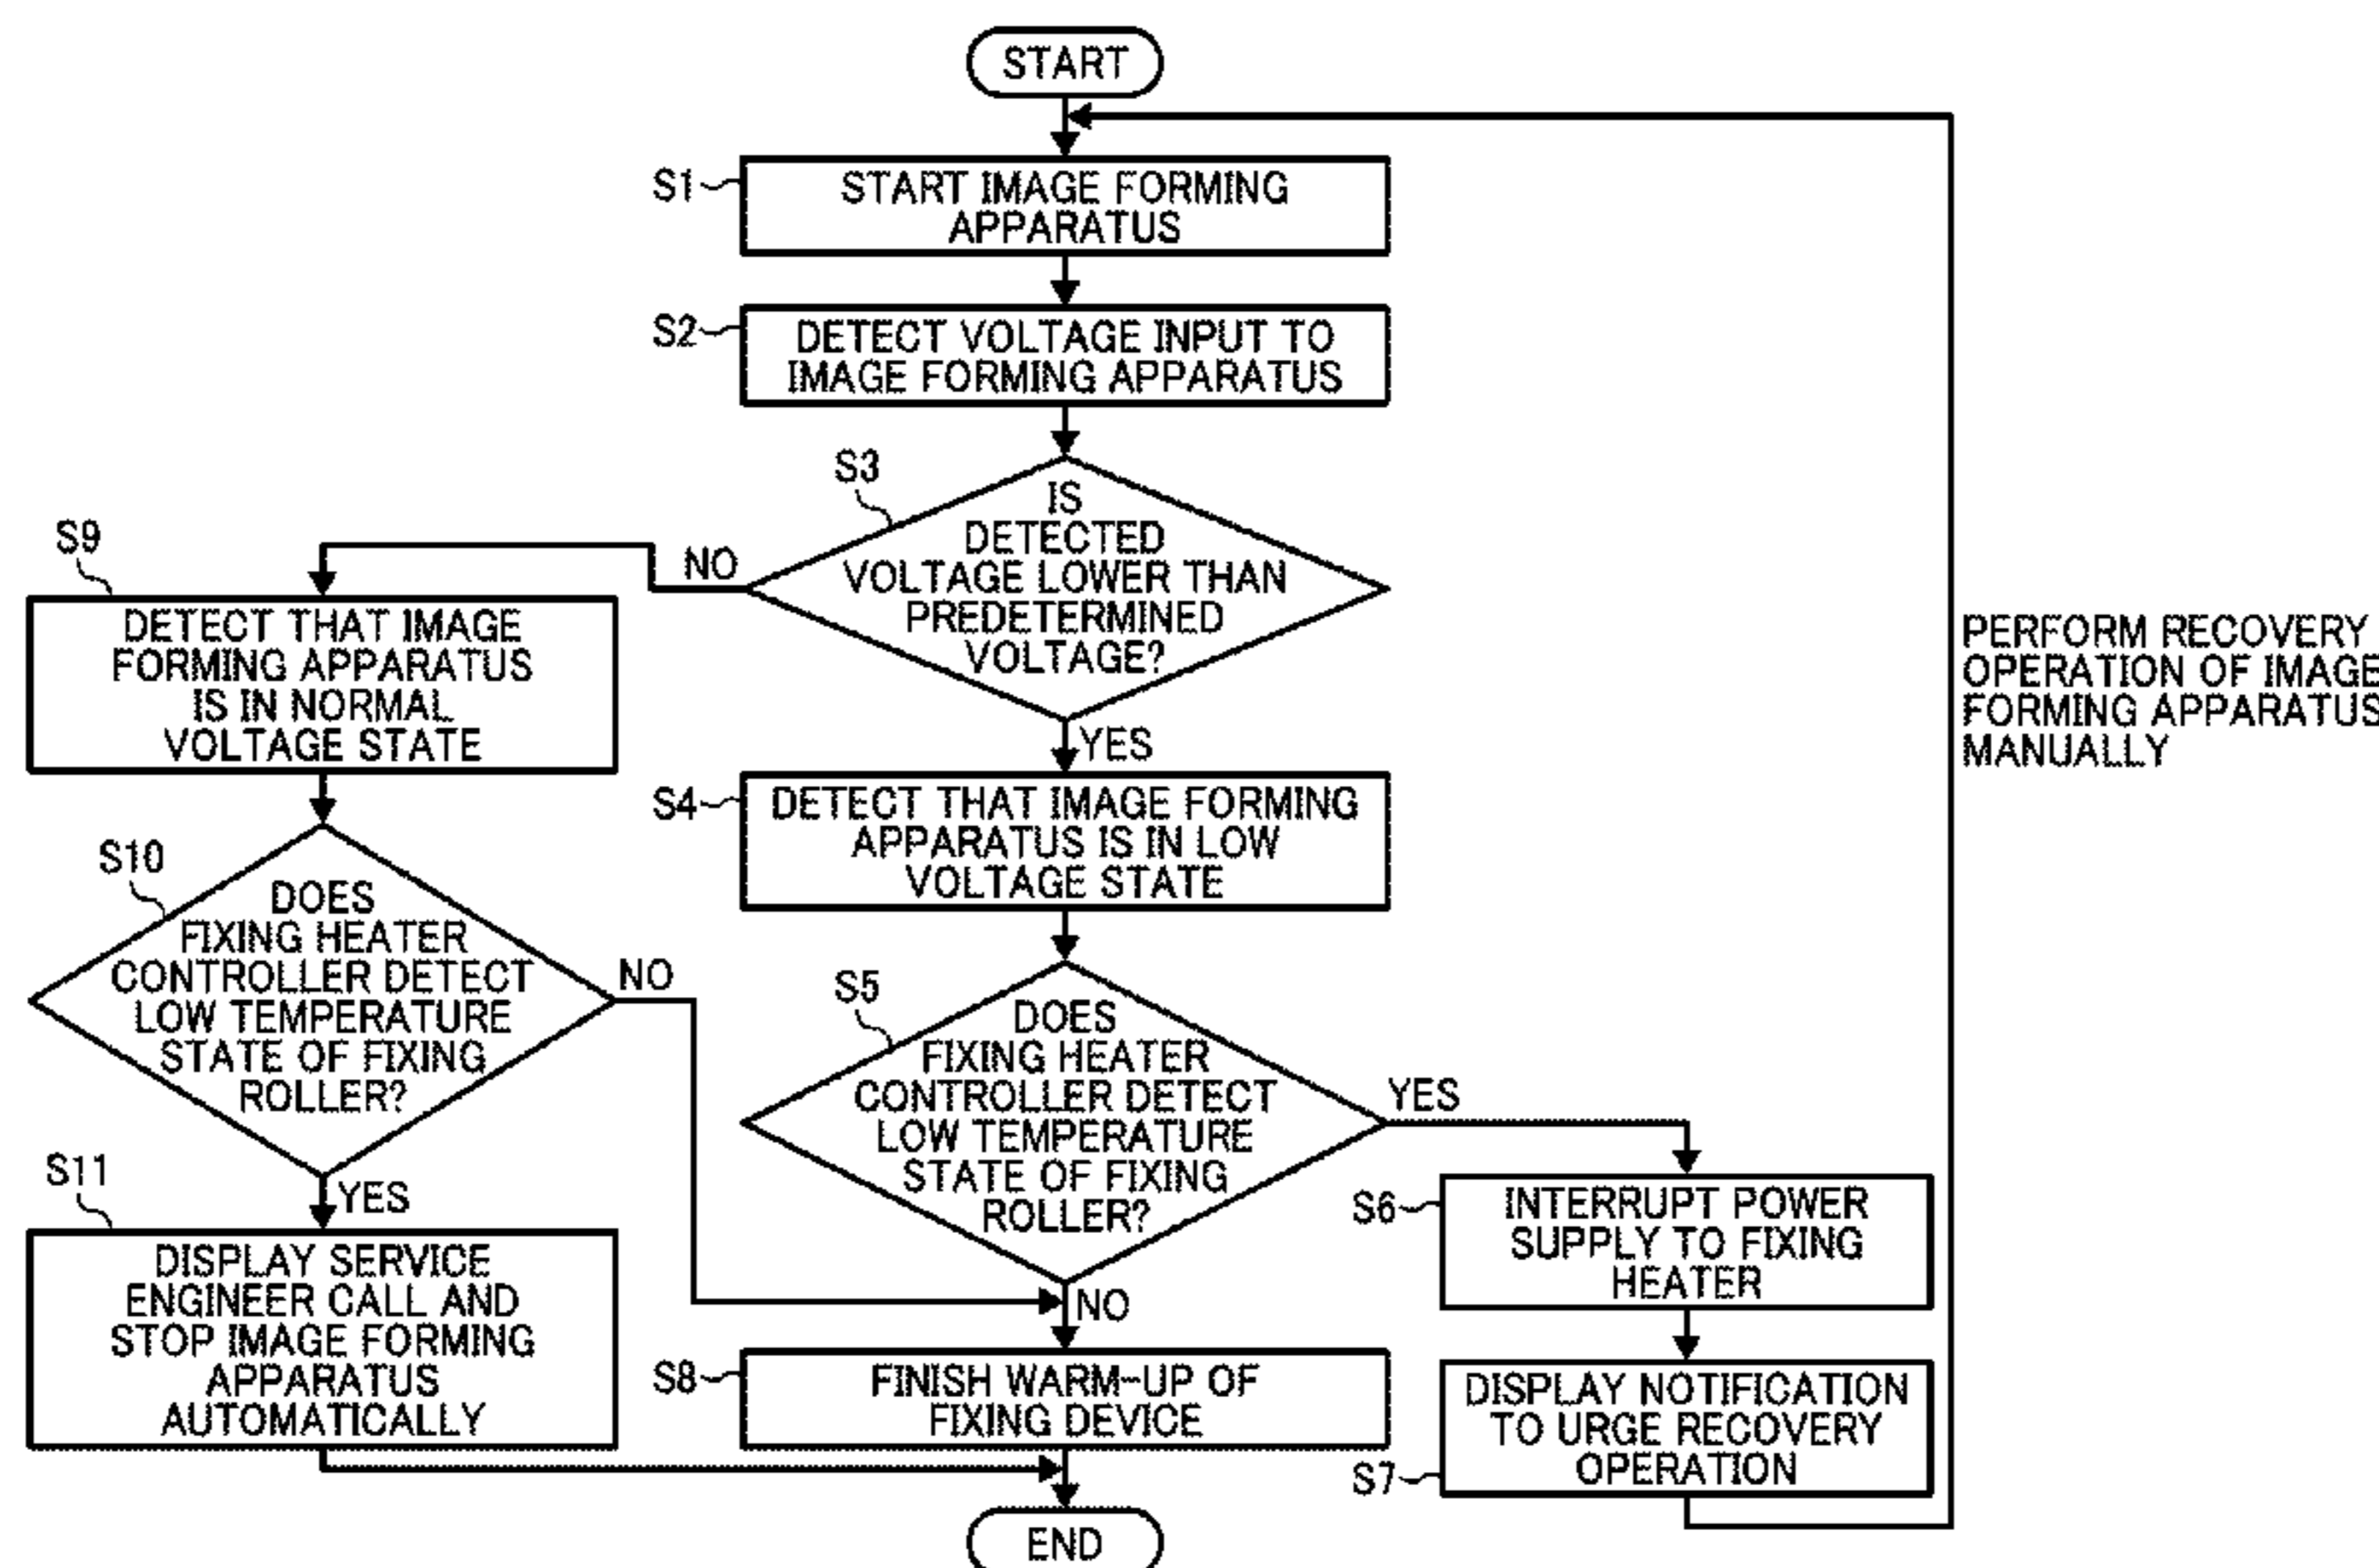 START
S1
START IMAGE FORMING
APPARATUS
S2
DETECT VOLTAGE INPUT TO
IMAGE FORMING APPARATUS
S3
IS
DETECTED
VOLTAGE LOWER THAN
PREDETERMINED
VOLTAGE?
NO
YES
S9
DETECT THAT IMAGE
FORMING APPARATUS
IS IN NORMAL
VOLTAGE STATE
S4
DETECT THAT IMAGE FORMING
APPARATUS IS IN LOW
VOLTAGE STATE
PERFORM RECOVERY
OPERATION OF IMAGE
FORMING APPARATUS
MANUALLY
S10
DOES
FIXING HEATER
CONTROLLER DETECT
LOW TEMPERATURE
STATE OF FIXING
ROLLER?
NO
YES
S5
DOES
FIXING HEATER
CONTROLLER DETECT
LOW TEMPERATURE
STATE OF FIXING
ROLLER?
YES
NO
S6
INTERRUPT POWER
SUPPLY TO FIXING
HEATER
S11
DISPLAY SERVICE
ENGINEER CALL AND
STOP IMAGE FORMING
APPARATUS
AUTOMATICALLY
S8
FINISH WARM-UP OF
FIXING DEVICE
S7
DISPLAY NOTIFICATION
TO URGE RECOVERY
OPERATION
END